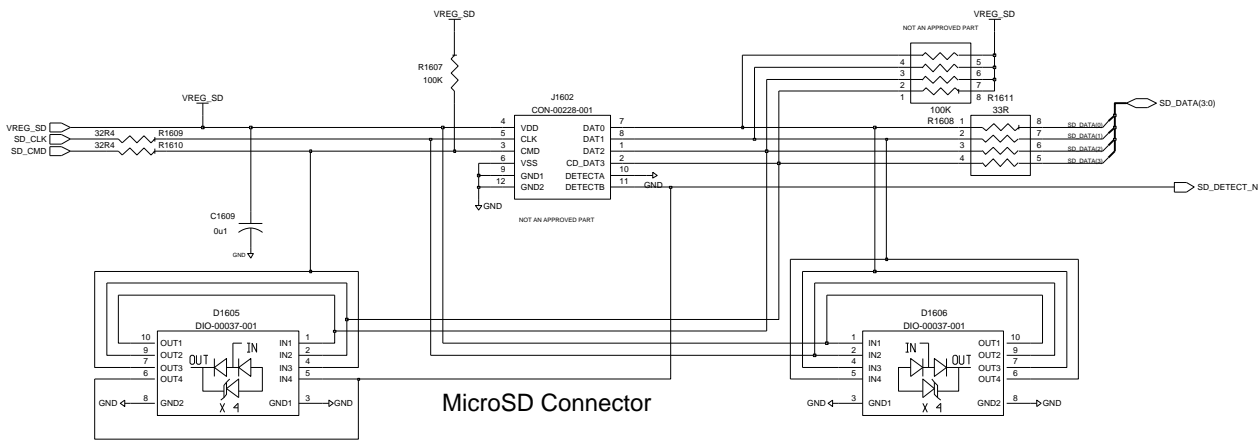 VREG_SD
VREG_SD
NOT AN APPROVED PART
R1607
100K
4 5
3 6
2 7
1 8
100K
R1608
R1611
33R
J1602
CON-00228-001
VREG_SD
SD_DATA(3:0)
VREG_SD
SD_CLK 32R4 R1609
SD_CMD 32R4 R1610
4 VDD DAT0 7
5 CLK DAT1 8
3 CMD DAT2 1
6 VSS CD_DAT3 2
9 GND1 DETECTA 10
12 GND2 DETECTB 11
1 8 SD_DATA(0)
2 7 SD_DATA(1)
3 6 SD_DATA(2)
4 5 SD_DATA(3)
GND
GND
SD_DETECT_N
NOT AN APPROVED PART
C1609
0u1
GND
D1605
DIO-00037-001
10 OUT1 IN1 1
9 OUT2 IN2 2
7 OUT3 IN3 4
6 OUT4 IN4 5
OUT IN
X 4
GND 8 GND2 GND1 3 GND
MicroSD Connector
D1606
DIO-00037-001
1 IN1 OUT1 10
2 IN2 OUT2 9
4 IN3 OUT3 7
5 IN4 OUT4 6
IN OUT
X 4
GND 3 GND1 GND2 8 GND